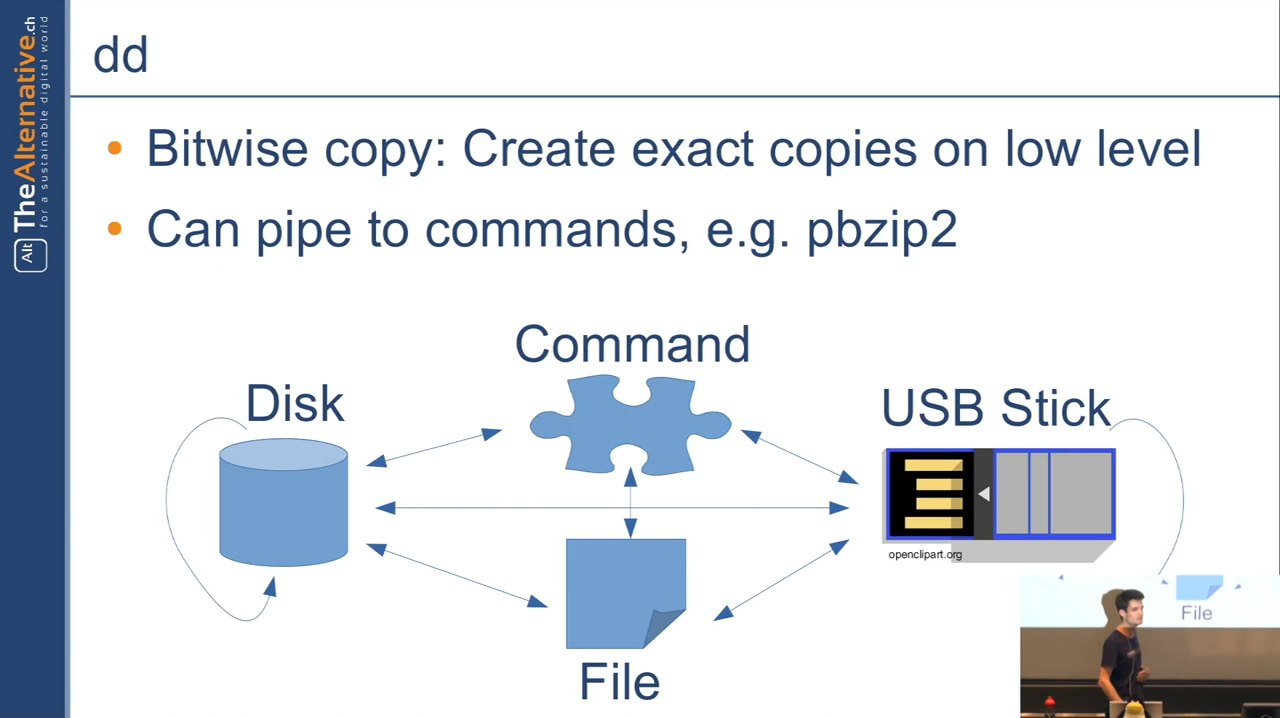 TheAlternative.ch
for a sustainable digital world
Alt
dd
Bitwise copy: Create exact copies on low level
Can pipe to commands, e.g. pbzip2
Command
Disk
USB Stick
openclipart.org
File
File